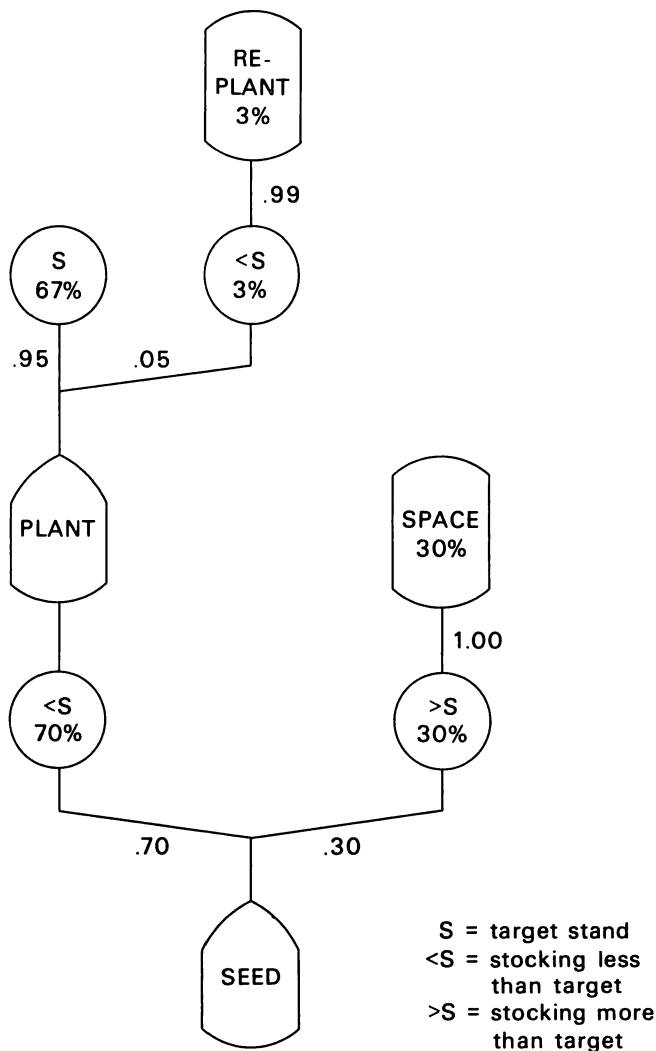 RE-
PLANT
3%
.99
S
67%
<S
3%
.95
.05
PLANT
SPACE
30%
1.00
<S
70%
>S
30%
.70
.30
SEED
S = target stand
<S = stocking less
than target
>S = stocking more
than target